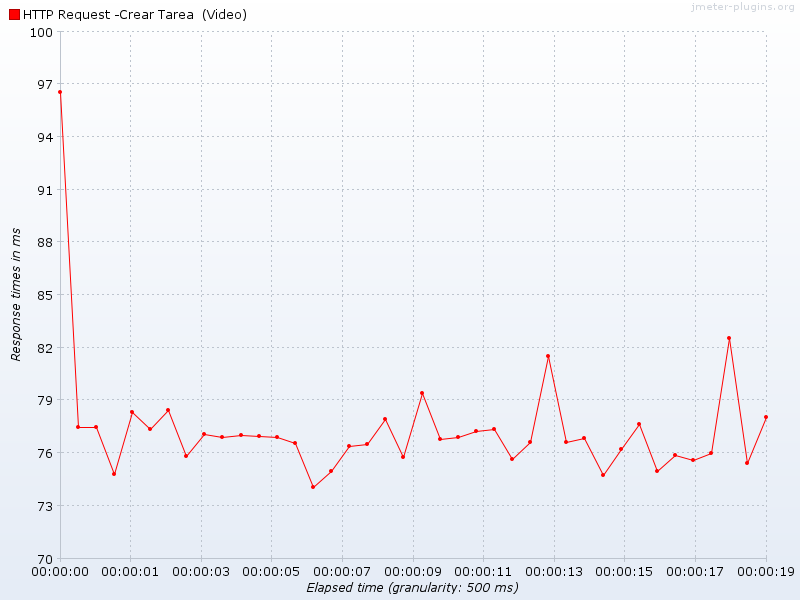 jmeter-plugins.org
HTTP Request -Crear Tarea  (Video)
100
97
94
91
88
85
82
79
76
73
70
Response times in ms
00:00:00 00:00:01 00:00:03 00:00:05 00:00:07 00:00:09 00:00:11 00:00:13 00:00:15 00:00:17 00:00:19
Elapsed time (granularity: 500 ms)